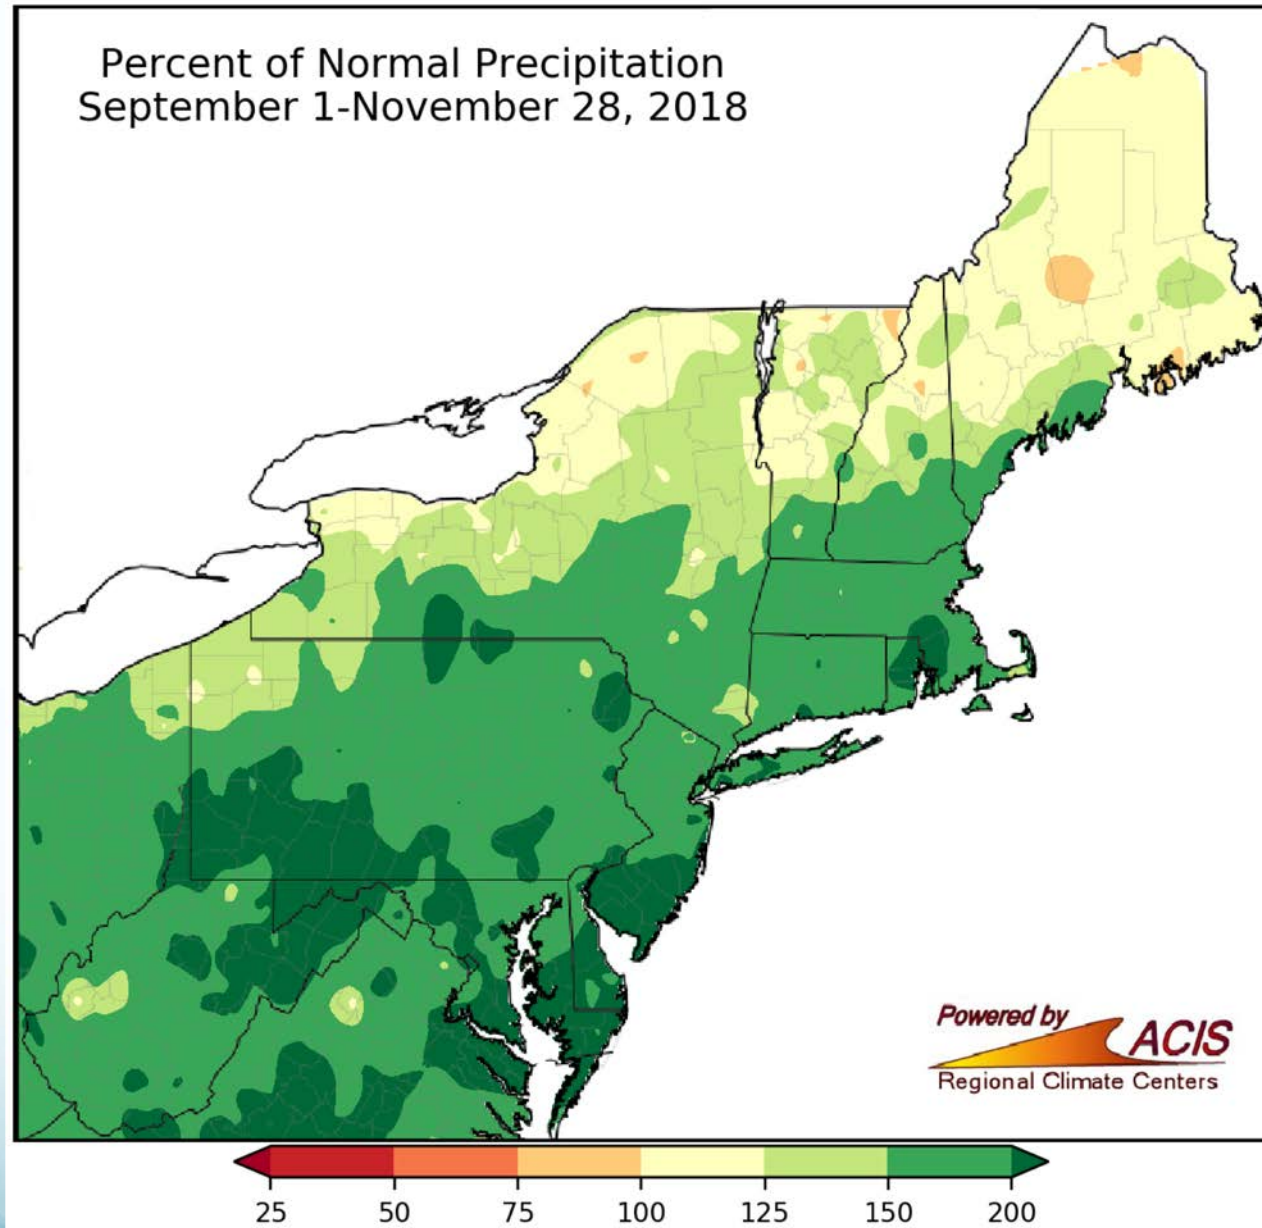 Percent of Normal Precipitation
September 1-November 28, 2018
Powered by
ACIS
Regional Climate Centers
25 50 75 100 125 150 200